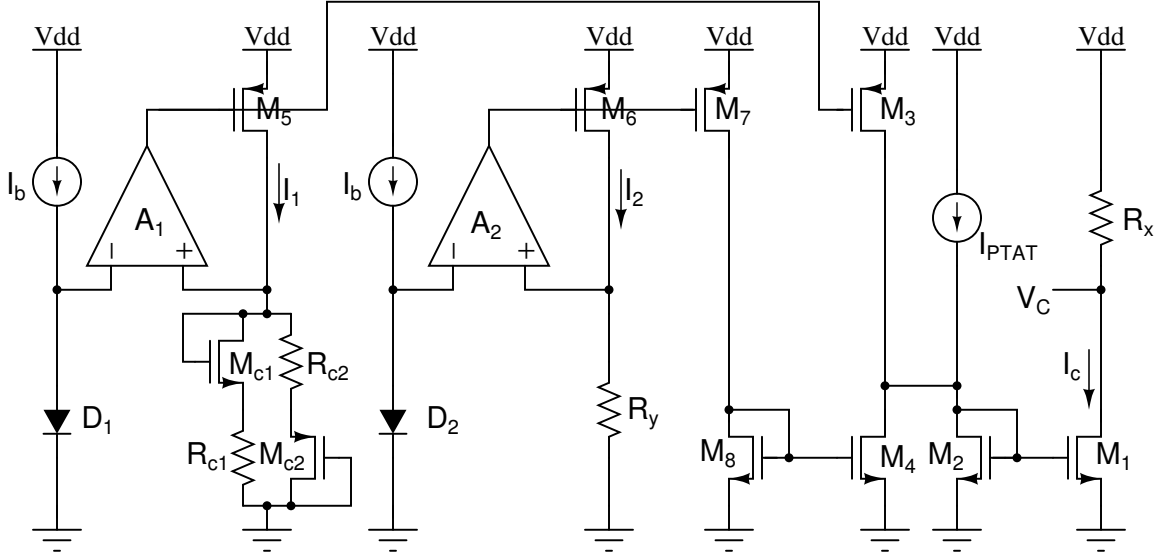 Vdd Vdd Vdd Vdd Vdd Vdd Vdd Vdd
M5 M6 M7 M3
Ib I1 Ib I2
A1 A2
IPTAT Rx
VC
Mc1 Rc2 Ic
D1 D2 Ry
Rc1 Mc2 M8 M4 M2 M1